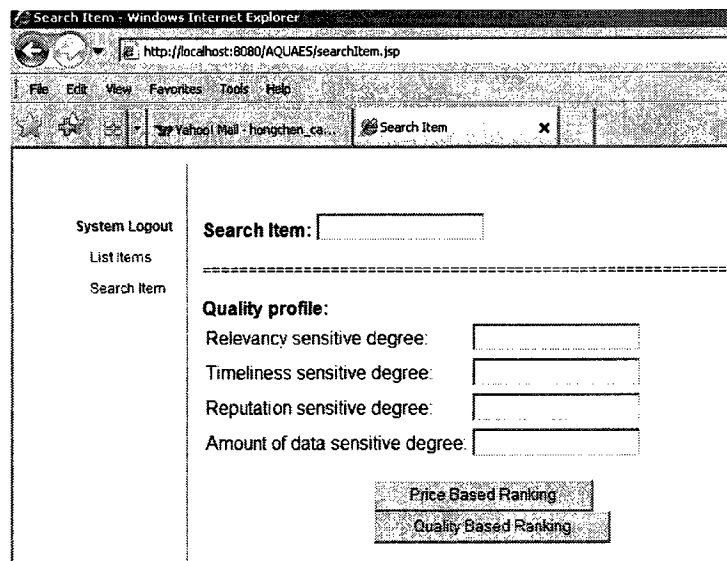 Search Item - Windows Internet Explorer
http://localhost:8080/AQUAES/searchItem.jsp
File Edit View Favorites Tools Help
Yahoo! Mail - hongchen_ca... Search Item x
System Logout
List Items
Search Item
Search Item:
==========================================================
Quality profile:
Relevancy sensitive degree:
Timeliness sensitive degree:
Reputation sensitive degree:
Amount of data sensitive degree:
Price Based Ranking
Quality Based Ranking